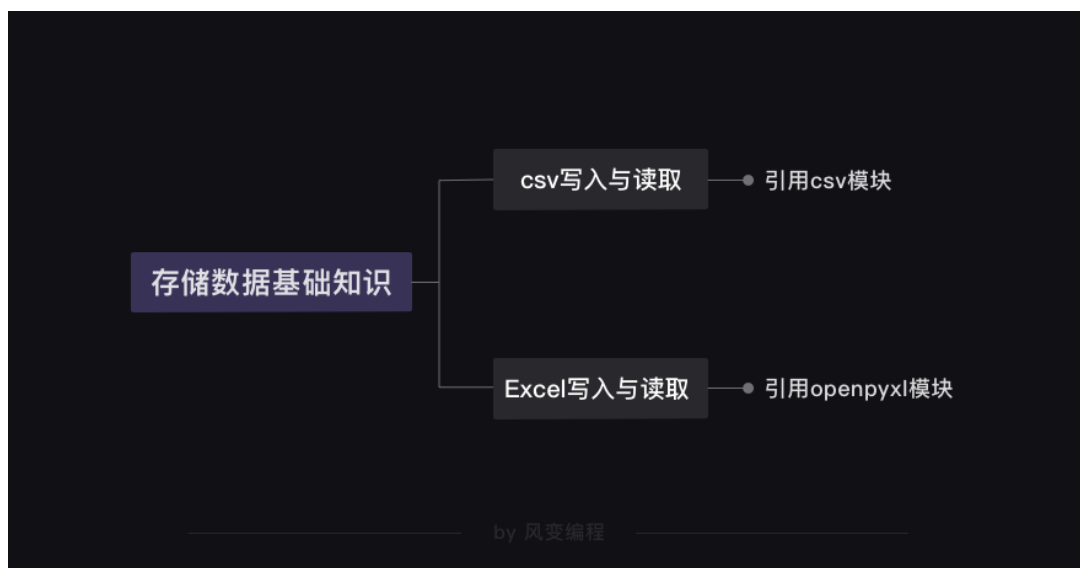 csv写入与读取
引用csv模块
存储数据基础知识
Excel写入与读取
引用openpyxl模块
by 风变编程